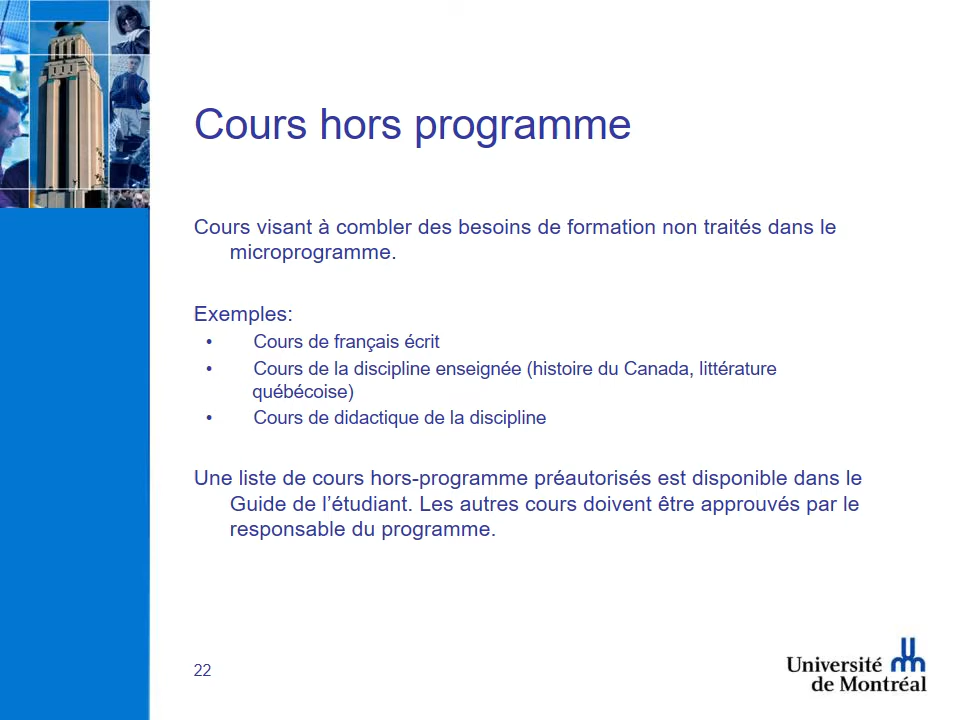 Cours hors programme
Cours visant à combler des besoins de formation non traités dans le
microprogramme.
Exemples:
• Cours de français écrit
• Cours de la discipline enseignée (histoire du Canada, littérature
québécoise)
• Cours de didactique de la discipline
Une liste de cours hors-programme préautorisés est disponible dans le
Guide de l’étudiant. Les autres cours doivent être approuvés par le
responsable du programme.
22
Université
de Montréal